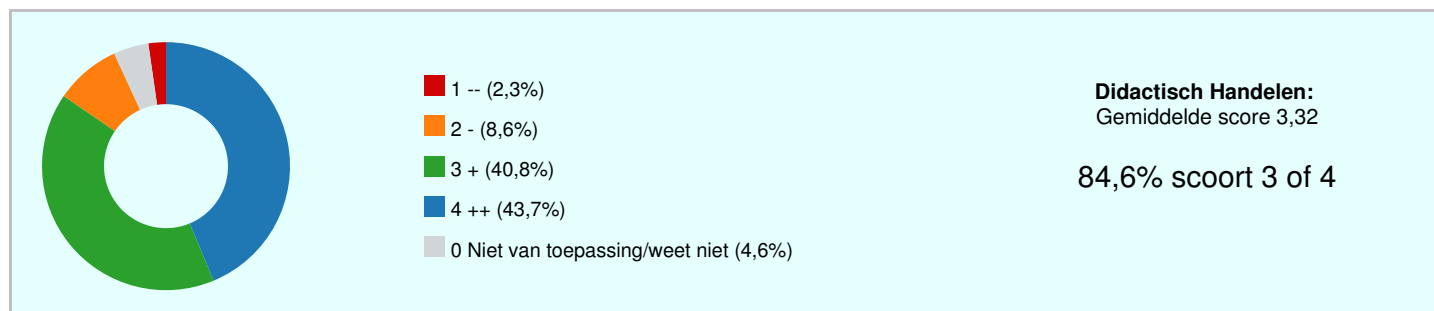 1 -- (2,3%)
2 - (8,6%)
3 + (40,8%)
4 ++ (43,7%)
0 Niet van toepassing/weet niet (4,6%)
Didactisch Handelen:
Gemiddelde score 3,32
84,6% scoort 3 of 4